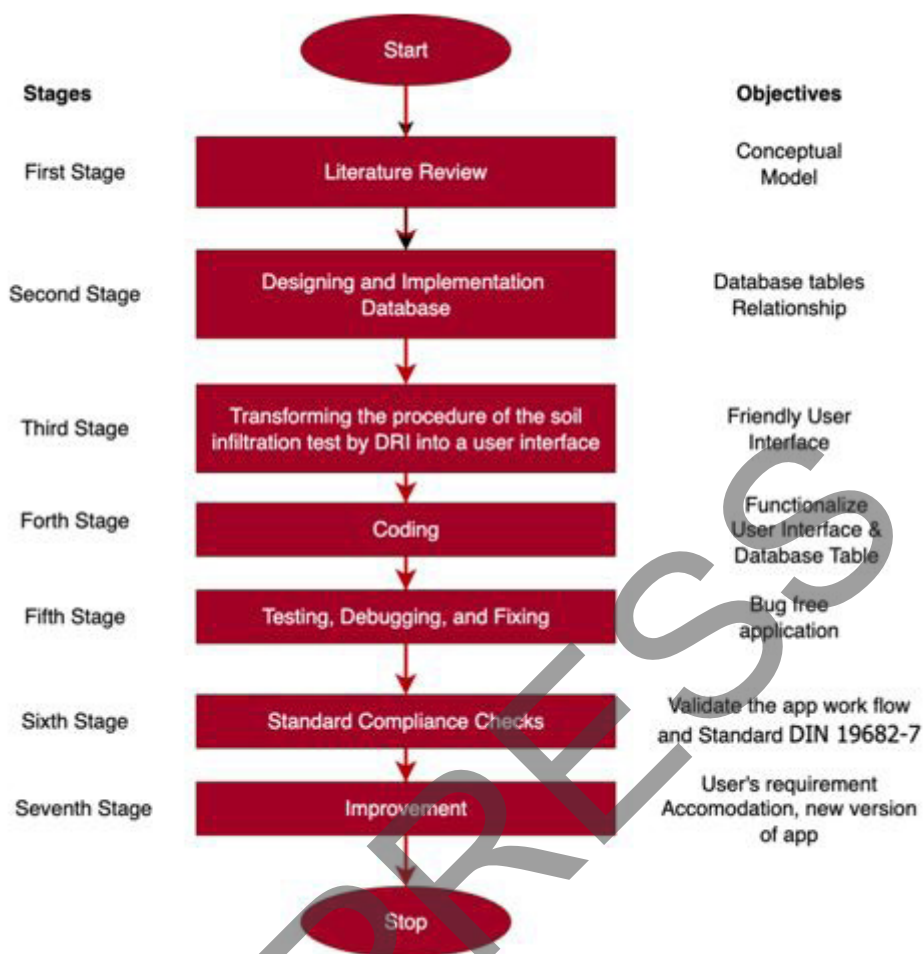 Start
Stages
Objectives
First Stage
Literature Review
Conceptual
Model
Second Stage
Designing and Implementation
Database
Database tables
Relationship
Third Stage
Transforming the procedure of the soil
infiltration test by DRI into a user interface
Friendly User
Interface
Forth Stage
Coding
Functionalize
User Interface &
Database Table
Fifth Stage
Testing, Debugging, and Fixing
Bug free
application
Sixth Stage
Standard Compliance Checks
Validate the app work flow
and Standard DIN 19682-7
Seventh Stage
Improvement
User's requirement
Accomodation, new version
of app
Stop
PRESS